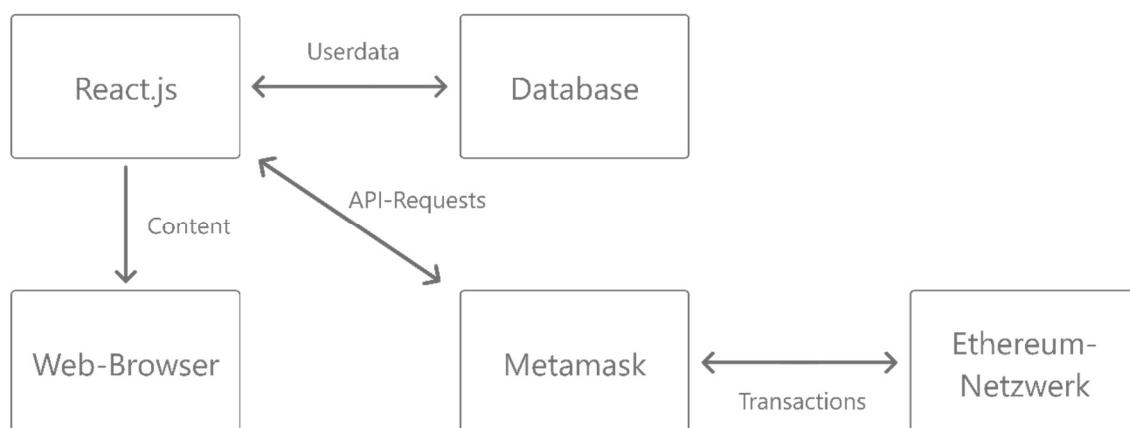 Userdata
React.js
Database
API-Requests
Content
Web-Browser
Metamask
Ethereum-
Netzwerk
Transactions